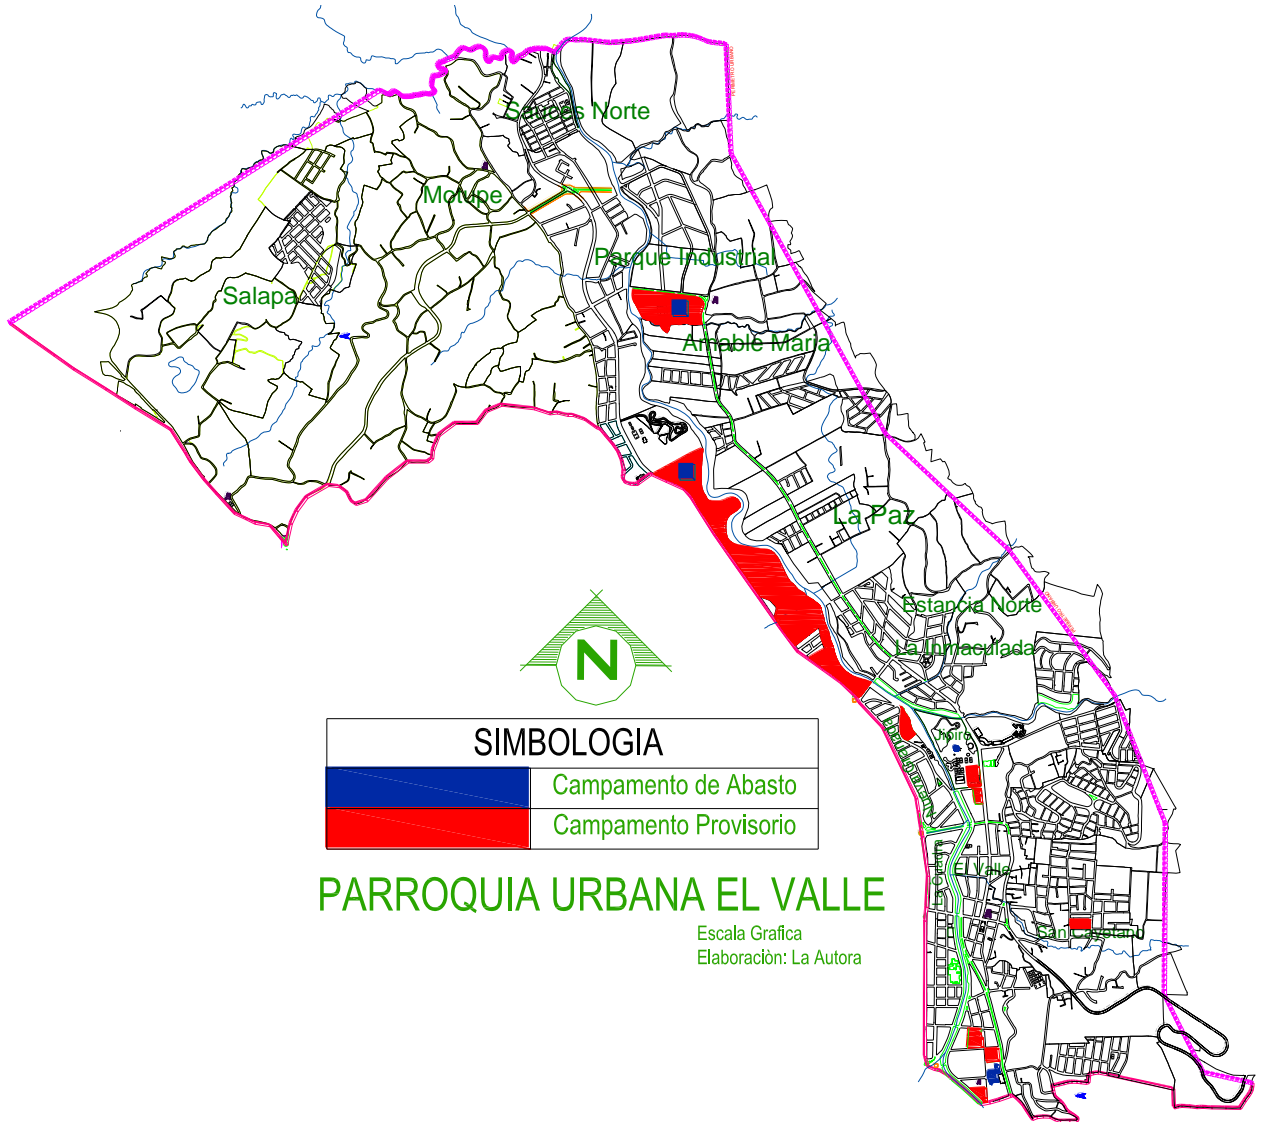 Sauces Norte
Motupe
Parque Industrial
Salapa
Amable Maria
La Paz
Estancia Norte
La Inmaculada
Jipiro
El Valle
San Cayetano
N
SIMBOLOGIA
Campamento de Abasto
Campamento Provisorio
PARROQUIA URBANA EL VALLE
Escala Grafica
Elaboraciòn: La Autora